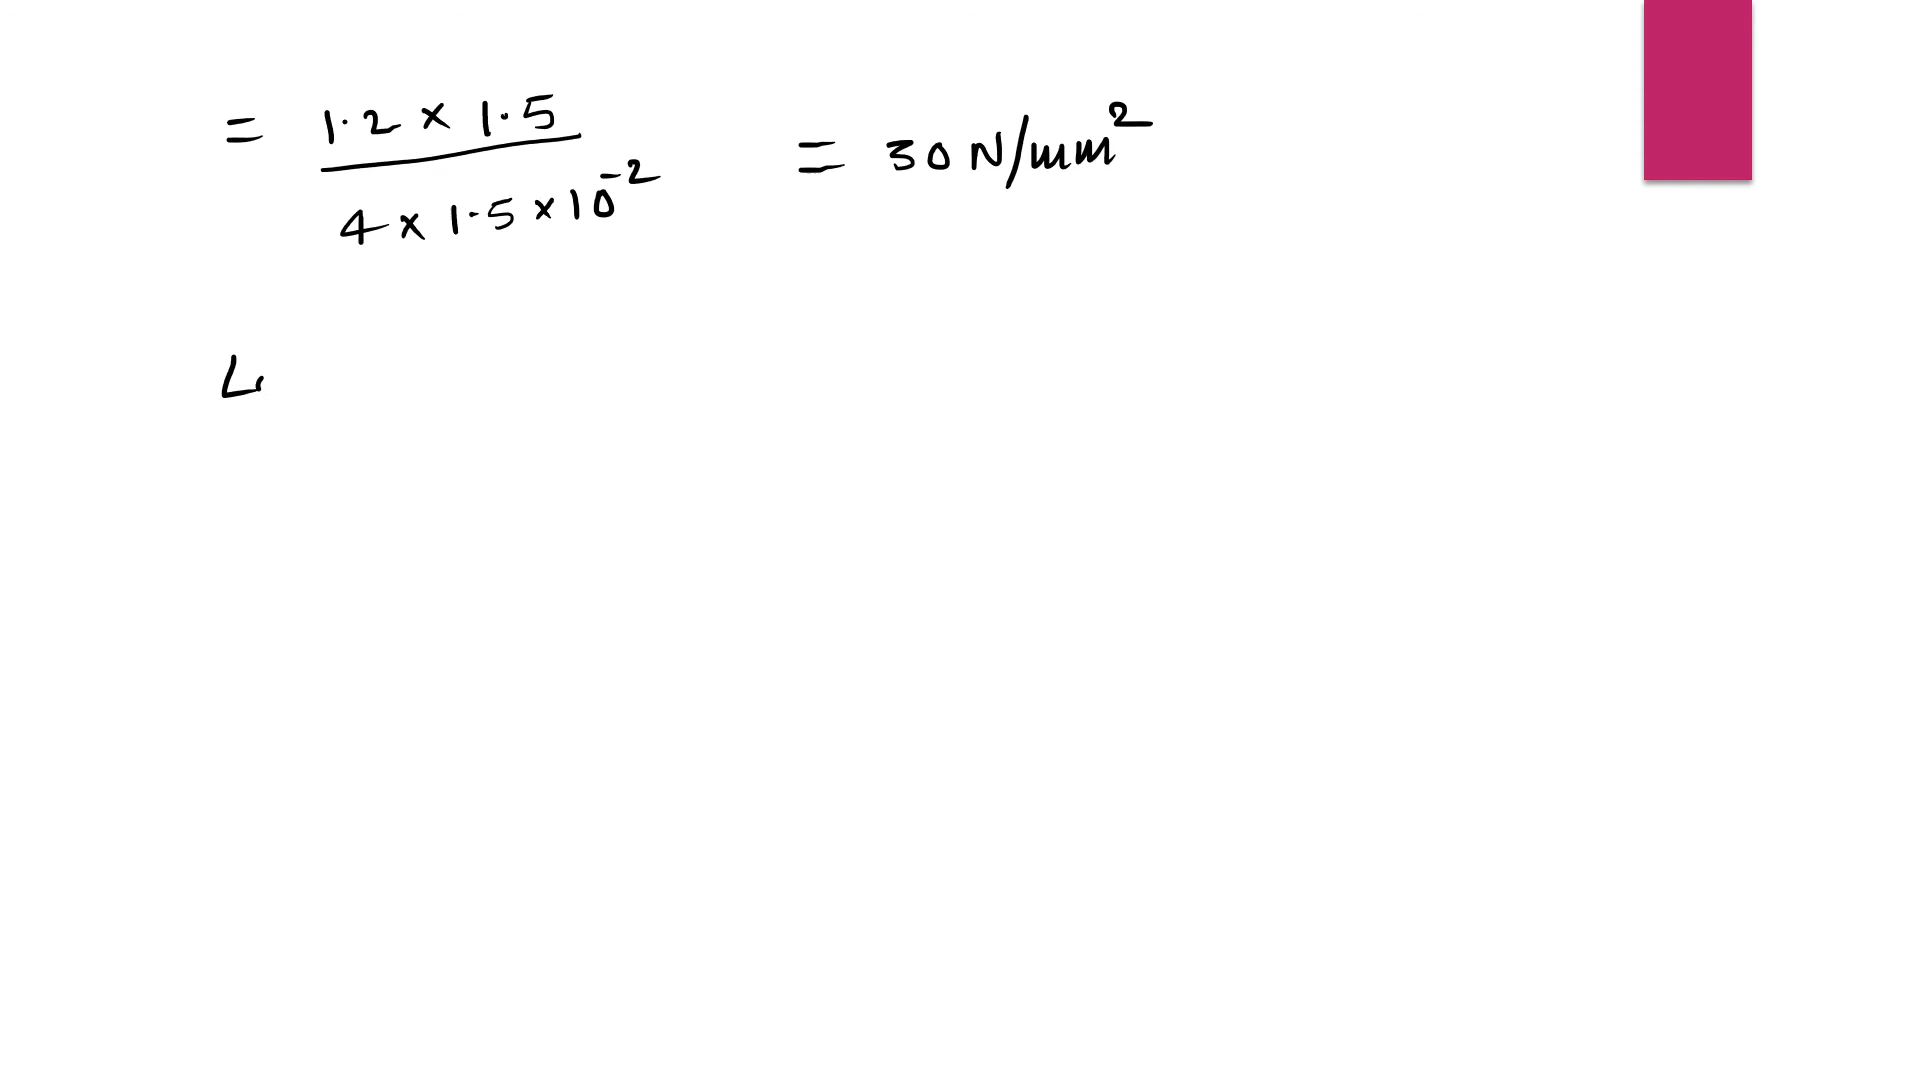 = 1.2 × 1.5 / 4 × 1.5 × 10⁻² = 30 N/mm²